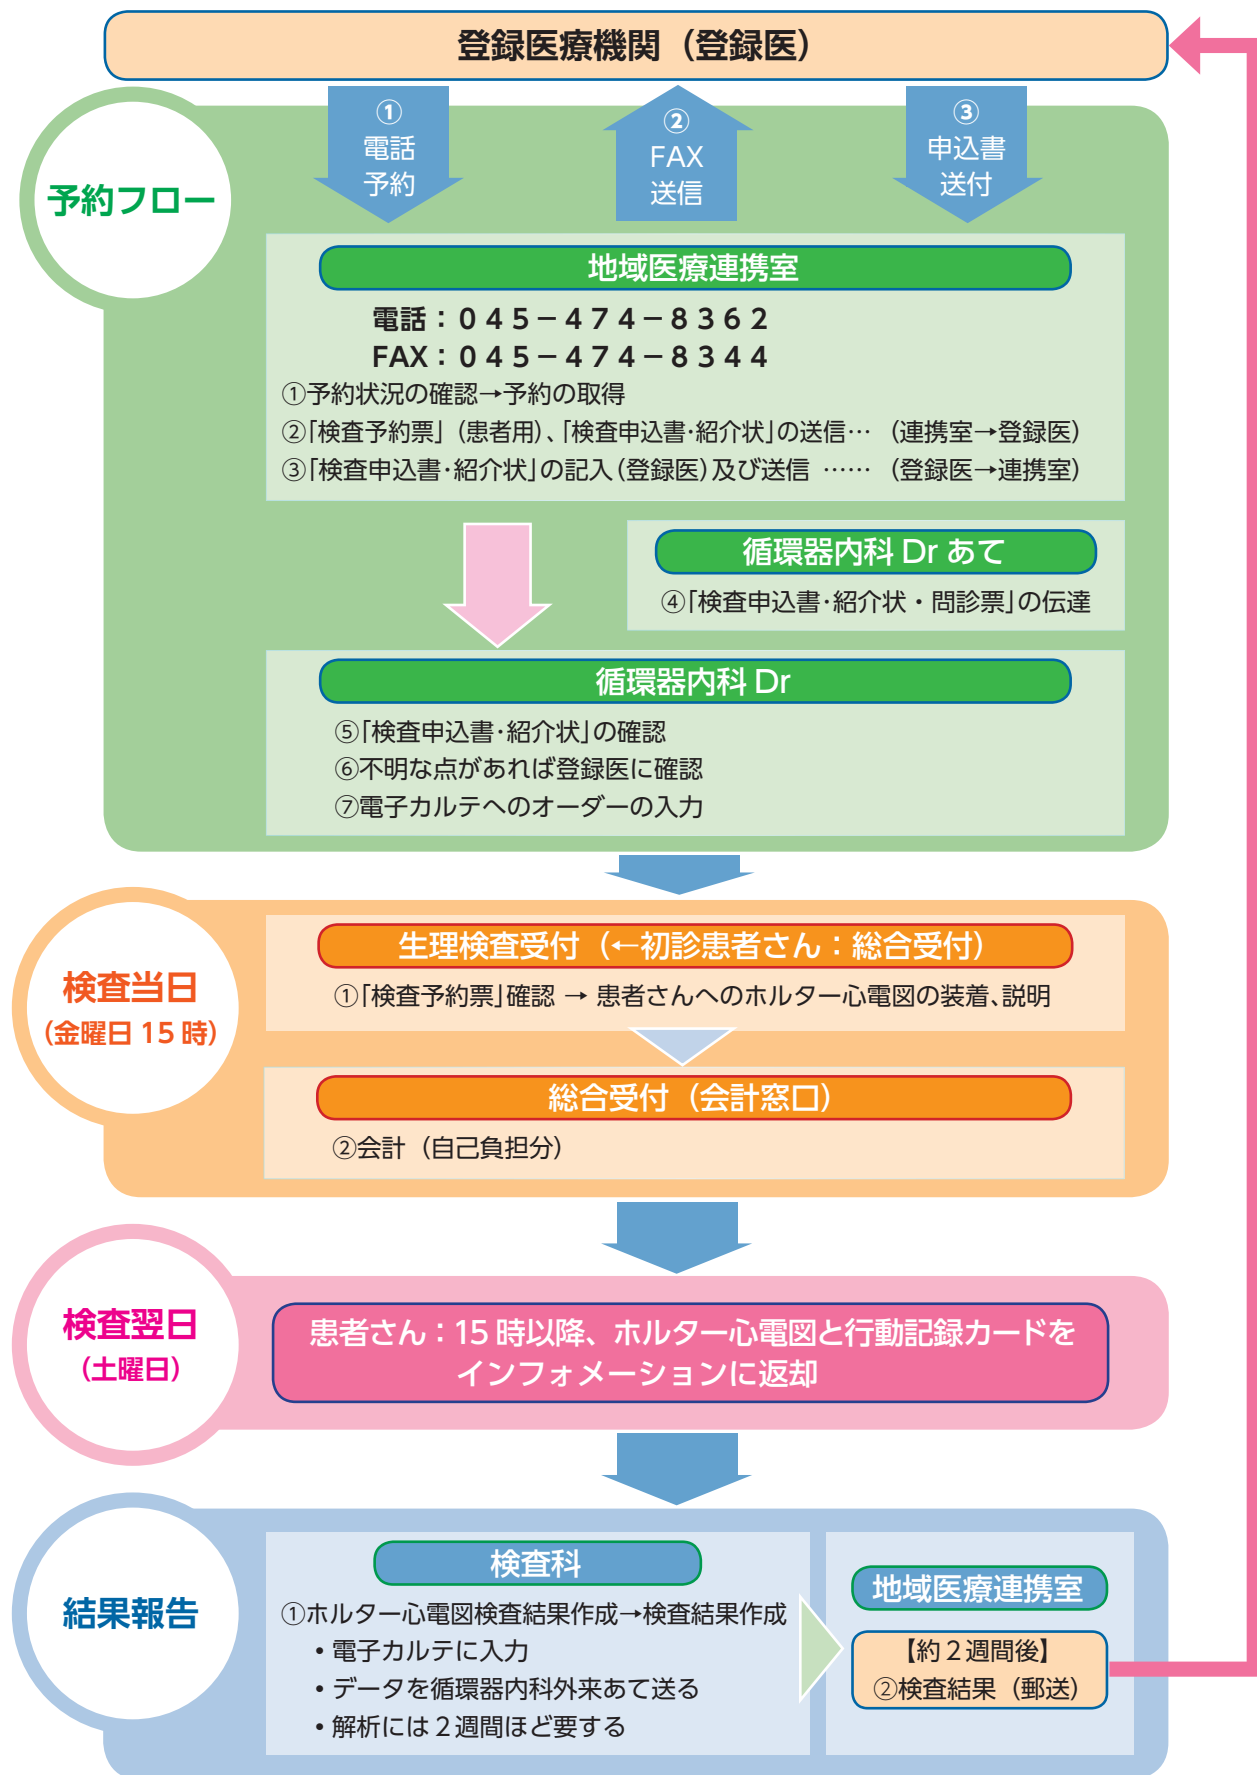 登録医療機関（登録医）
①
電話
予約
②
FAX
送信
③
申込書
送付
予約フロー
地域医療連携室
電話：０４５－４７４－８３６２
FAX：０４５－４７４－８３４４
①予約状況の確認→予約の取得
②「検査予約票」（患者用）、「検査申込書･紹介状」の送信…（連携室→登録医）
③「検査申込書･紹介状」の記入（登録医）及び送信 ……（登録医→連携室）
循環器内科 Dr あて
④「検査申込書･紹介状・問診票」の伝達
循環器内科 Dr
⑤「検査申込書･紹介状」の確認
⑥不明な点があれば登録医に確認
⑦電子カルテへのオーダーの入力
検査当日
（金曜日 15 時）
生理検査受付（←初診患者さん：総合受付）
①「検査予約票」確認 → 患者さんへのホルター心電図の装着、説明
総合受付（会計窓口）
②会計（自己負担分）
検査翌日
（土曜日）
患者さん：15 時以降、ホルター心電図と行動記録カードを
インフォメーションに返却
結果報告
検査科
①ホルター心電図検査結果作成→検査結果作成
• 電子カルテに入力
• データを循環器内科外来あて送る
• 解析には２週間ほど要する
地域医療連携室
【約２週間後】
②検査結果（郵送）